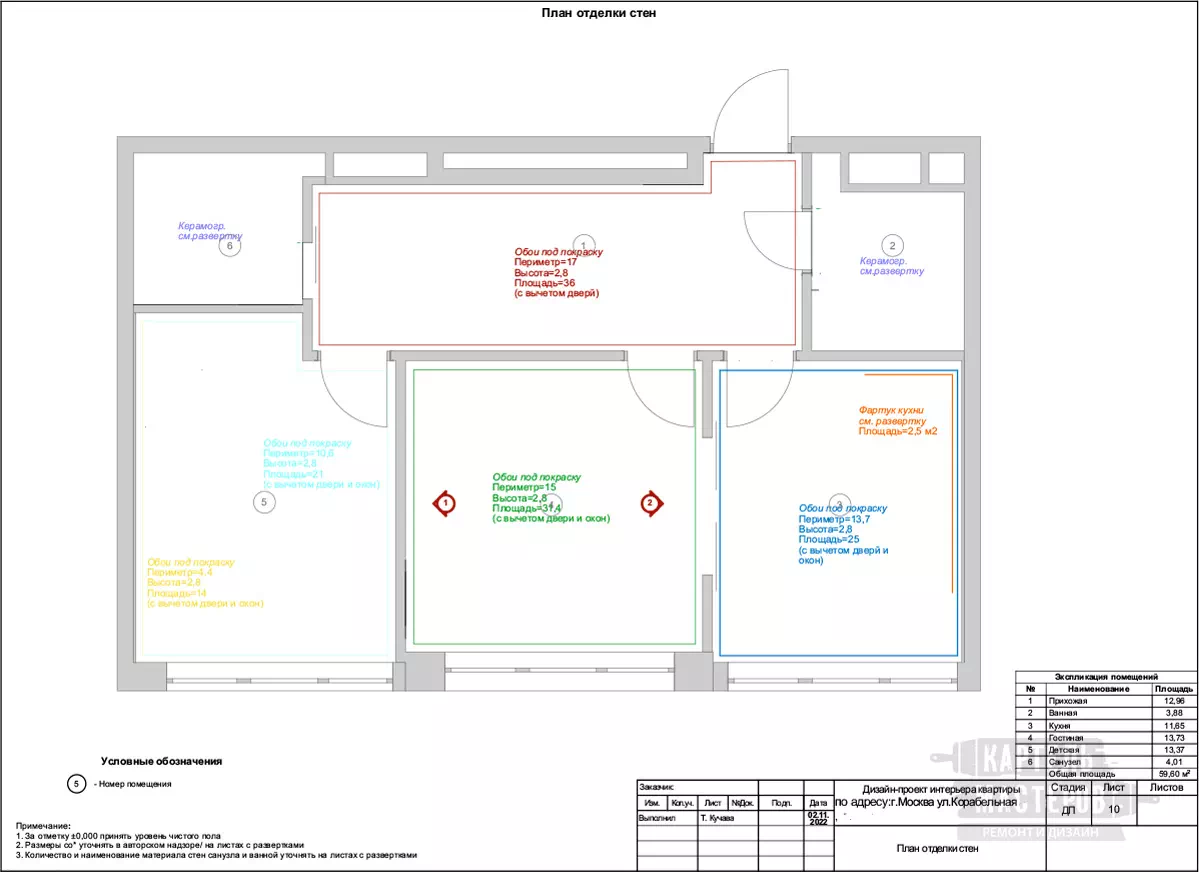 План отделки стен
Керамогр.
см.развертку
6
Обои под покраску
1
Периметр=17
Высота=2,8
Площадь=36
(с вычетом дверй)
2
Керамогр.
см.развертку
Фартук кухни
см. развертку
Площадь=2,5 м2
Обои под покраску
Периметр=10,6
Высота=2,8
Площадь=21
(с вычетом двери и окон)
5
1
Обои под покраску
Периметр=15
Высота=2,8
Площадь=37,4
(с вычетом двери и окон)
4
2
3
Обои под покраску
Периметр=13,7
Высота=2,8
Площадь=25
(с вычетом дверй и
окон)
Обои под покраску
Периметр=4,4
Высота=2,8
Площадь=14
(с вычетом двери и окон)
Экспликация помещений
№ Наименование Площадь
1 Прихожая 12,96
2 Ванная 3,88
3 Кухня 11,65
4 Гостиная 13,73
5 Детская 13,37
6 Санузел 4,01
Общая площадь 59,60 м²
Условные обозначения
5 - Номер помещения
Примечание:
1. За отметку ±0,000 принять уровень чистого пола
2. Размеры со* уточнять в авторском надзоре/ на листах с развертками
3. Количество и наименование материала стен санузла и ванной уточнять на листах с развертками
Заказчик:
Изм. Кол.уч. Лист №Док. Подп. Дата
Выполнил Т. Кучава 02.11.
2022
Дизайн-проект интерьера квартиры
по адресу:г.Москва ул.Корабельная
План отделки стен
Стадия Лист Листов
ДП 10
МАСТЕРОВ
РЕМОНТ И ДИЗАЙН